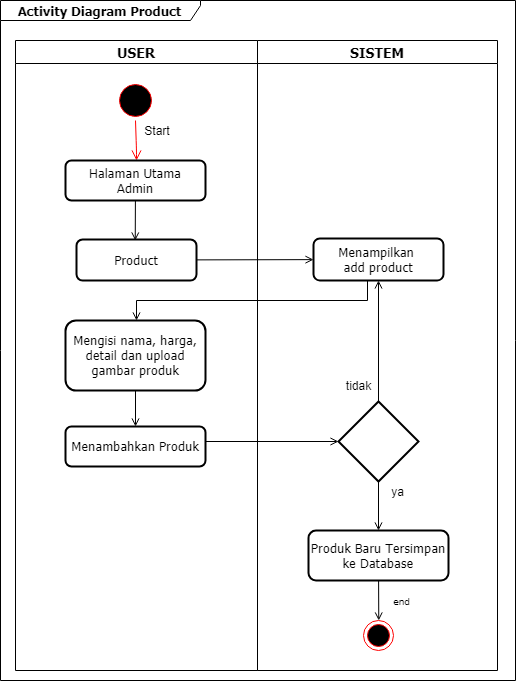 Activity Diagram Product
USER
SISTEM
Start
Halaman Utama
Admin
Product
Menampilkan
add product
Mengisi nama, harga,
detail dan upload
gambar produk
tidak
Menambahkan Produk
ya
Produk Baru Tersimpan
ke Database
end